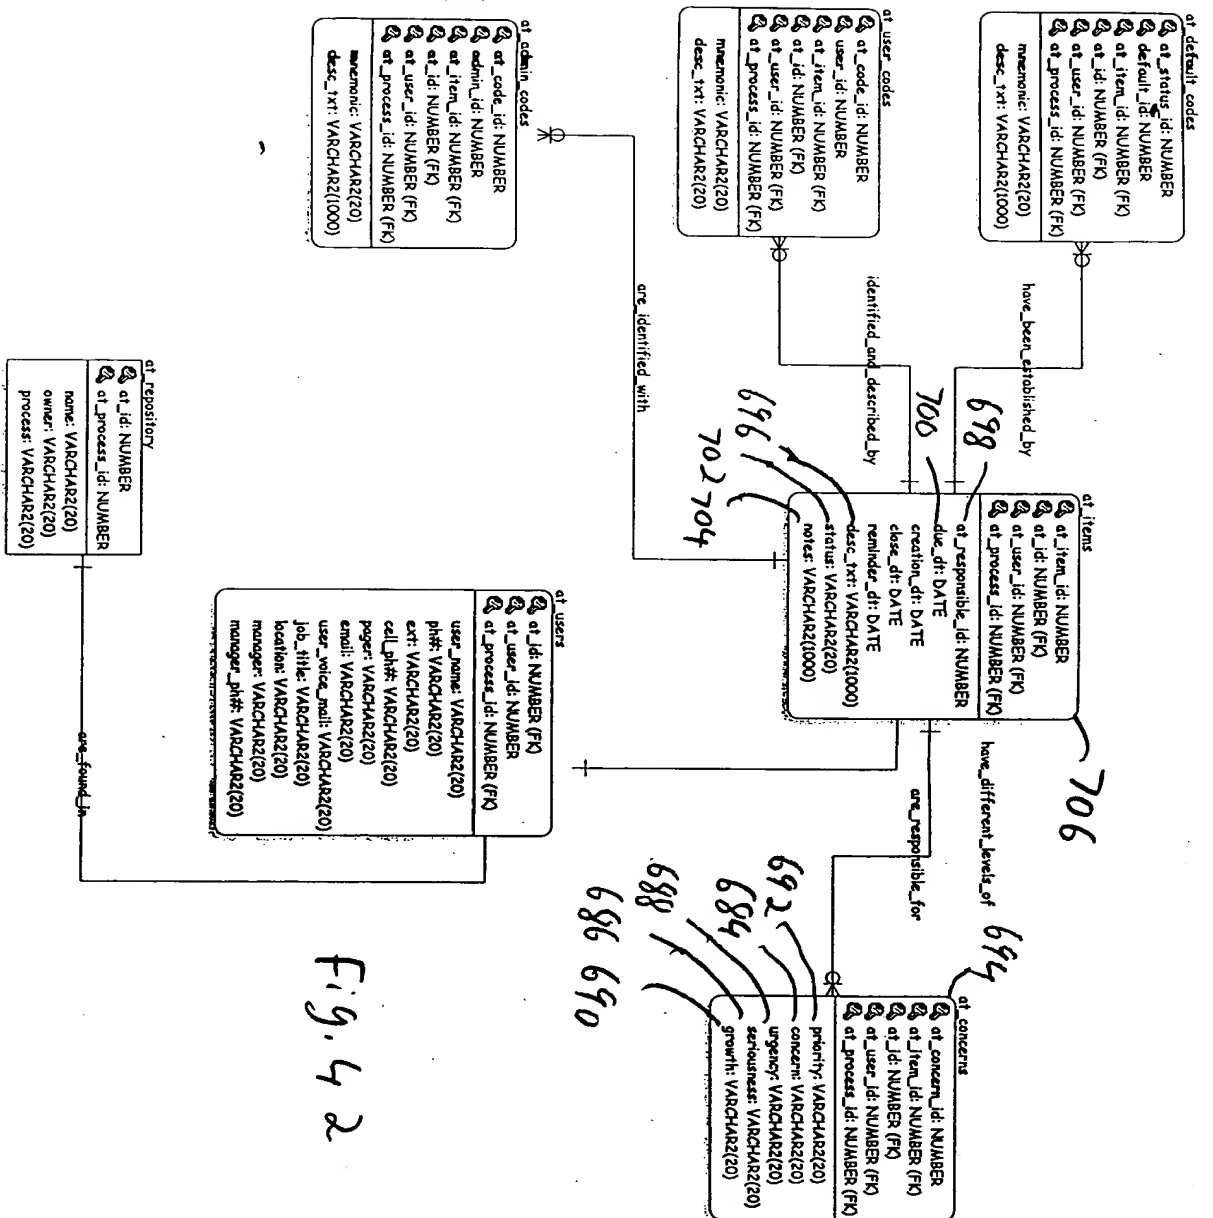 at_default_codes
at_status_id: NUMBER
default_id: NUMBER
at_item_id: NUMBER (FK)
at_id: NUMBER (FK)
at_user_id: NUMBER (FK)
at_process_id: NUMBER (FK)
mnemonic: VARCHAR2(20)
desc_txt: VARCHAR2(1000)
have_been_established_by
at_user_codes
at_code_id: NUMBER
user_id: NUMBER
at_item_id: NUMBER (FK)
at_id: NUMBER (FK)
at_user_id: NUMBER (FK)
at_process_id: NUMBER (FK)
mnemonic: VARCHAR2(20)
desc_txt: VARCHAR2(20)
identified_and_described_by
at_admin_codes
at_code_id: NUMBER
admin_id: NUMBER
at_item_id: NUMBER (FK)
at_id: NUMBER (FK)
at_user_id: NUMBER (FK)
at_process_id: NUMBER (FK)
mnemonic: VARCHAR2(20)
desc_txt: VARCHAR2(1000)
are_identified_with
at_items
at_item_id: NUMBER
at_id: NUMBER (FK)
at_user_id: NUMBER (FK)
at_process_id: NUMBER (FK)
at_responsible_id: NUMBER
due_dt: DATE
creation_dt: DATE
close_dt: DATE
reminder_dt: DATE
desc_txt: VARCHAR2(1000)
status: VARCHAR2(20)
notes: VARCHAR2(1000)
698
700
696
702 704
706
have_different_levels_of
are_responsible_for
at_concerns
at_concern_id: NUMBER
at_item_id: NUMBER (FK)
at_id: NUMBER (FK)
at_user_id: NUMBER (FK)
at_process_id: NUMBER (FK)
priority: VARCHAR2(20)
concern: VARCHAR2(20)
urgency: VARCHAR2(20)
seriousness: VARCHAR2(20)
growth: VARCHAR2(20)
694
692
684
688
686 690
at_users
at_id: NUMBER (FK)
at_user_id: NUMBER
at_process_id: NUMBER (FK)
user_name: VARCHAR2(20)
ph#: VARCHAR2(20)
ext: VARCHAR2(20)
cell_ph#: VARCHAR2(20)
pager: VARCHAR2(20)
email: VARCHAR2(20)
user_voice_mail: VARCHAR2(20)
job_title: VARCHAR2(20)
location: VARCHAR2(20)
manager: VARCHAR2(20)
manager_ph#: VARCHAR2(20)
at_repository
at_id: NUMBER
at_process_id: NUMBER
name: VARCHAR2(20)
owner: VARCHAR2(20)
process: VARCHAR2(20)
are_found_in
Fig. 42